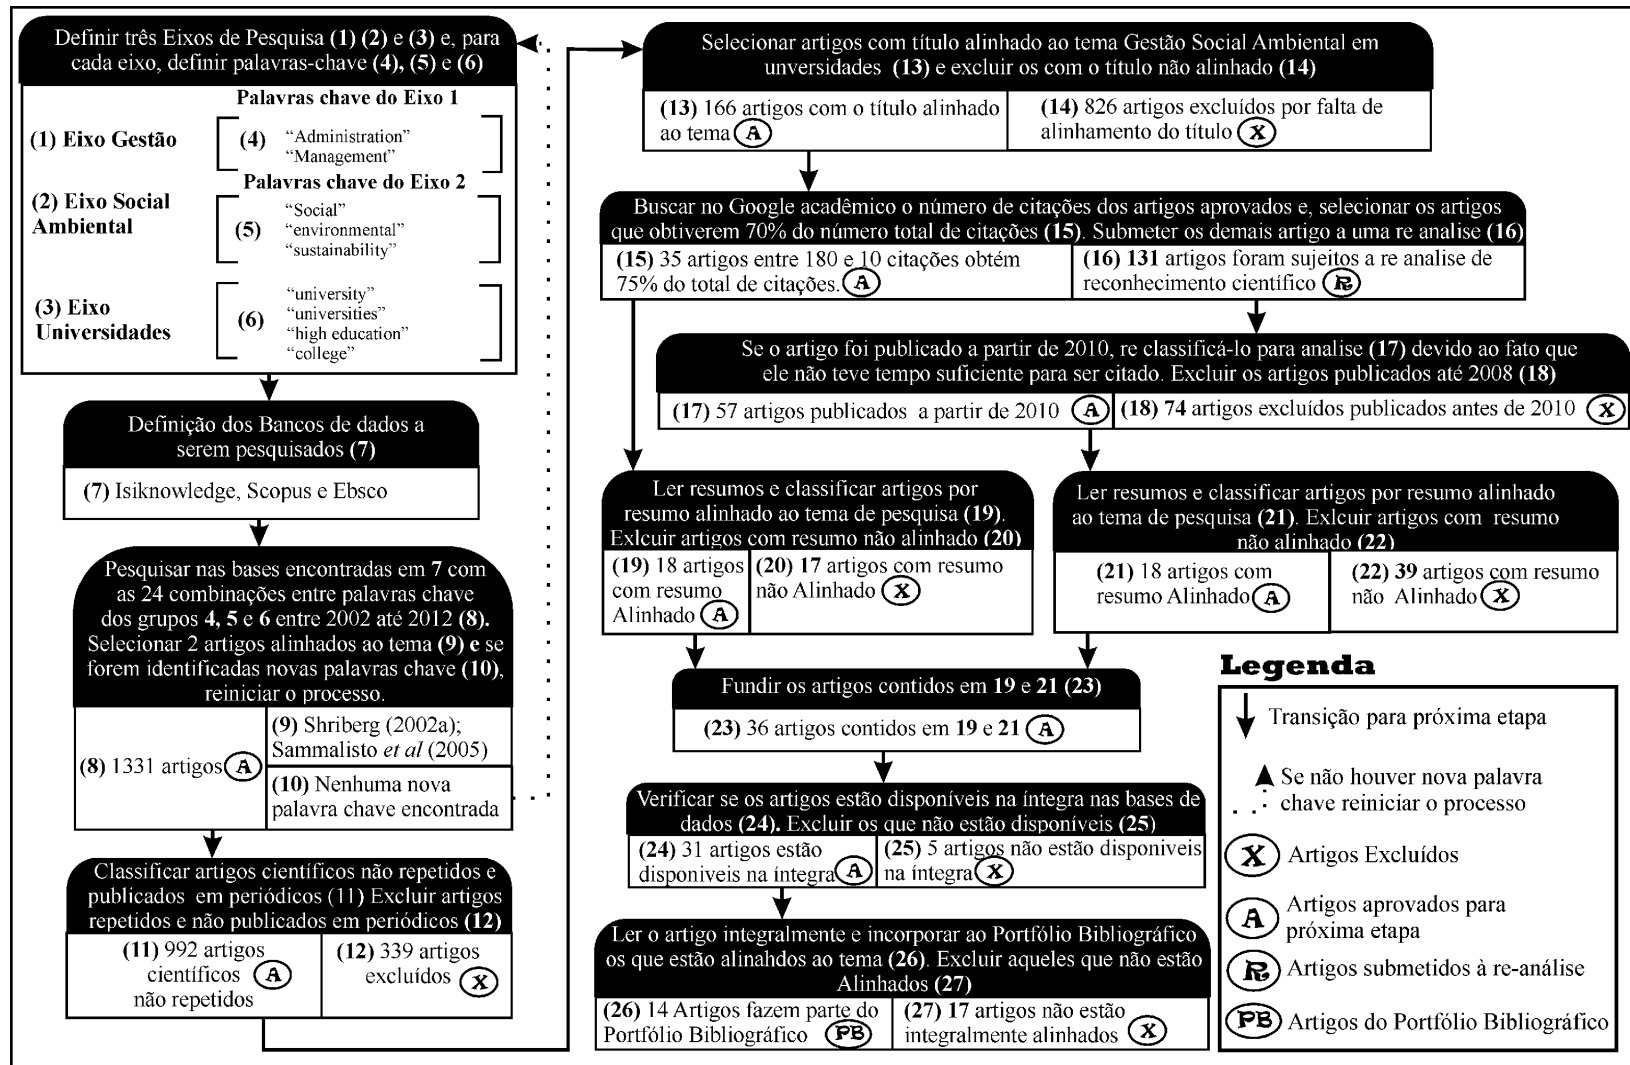 Definir três Eixos de Pesquisa (1) (2) e (3) e, para
cada eixo, definir palavras-chave (4), (5) e (6)
Palavras chave do Eixo 1
(1) Eixo Gestão
(4)
“Administration”
“Management”
Palavras chave do Eixo 2
(2) Eixo Social
Ambiental
(5)
“Social”
“environmental”
“sustainability”
(3) Eixo
Universidades
(6)
“university”
“universities”
“high education”
“college”
Definição dos Bancos de dados a
serem pesquisados (7)
(7) Isiknowledge, Scopus e Ebsco
Pesquisar nas bases encontradas em 7 com
as 24 combinações entre palavras chave
dos grupos 4, 5 e 6 entre 2002 até 2012 (8).
Selecionar 2 artigos alinhados ao tema (9) e se
forem identificadas novas palavras chave (10),
reiniciar o processo.
(8) 1331 artigos A
(9) Shriberg (2002a);
Sammalisto et al (2005)
(10) Nenhuma nova
palavra chave encontrada
Classificar artigos científicos não repetidos e
publicados em periódicos (11) Excluir artigos
repetidos e não publicados em periódicos (12)
(11) 992 artigos
científicos A
não repetidos
(12) 339 artigos
excluídos X
Selecionar artigos com título alinhado ao tema Gestão Social Ambiental em
unversidades (13) e excluir os com o título não alinhado (14)
(13) 166 artigos com o título alinhado
ao tema A
(14) 826 artigos excluídos por falta de
alinhamento do título X
Buscar no Google acadêmico o número de citações dos artigos aprovados e, selecionar os artigos
que obtiverem 70% do número total de citações (15). Submeter os demais artigo a uma re analise (16)
(15) 35 artigos entre 180 e 10 citações obtém
75% do total de citações. A
(16) 131 artigos foram sujeitos a re analise de
reconhecimento científico R
Se o artigo foi publicado a partir de 2010, re classificá-lo para analise (17) devido ao fato que
ele não teve tempo suficiente para ser citado. Excluir os artigos publicados até 2008 (18)
(17) 57 artigos publicados a partir de 2010 A
(18) 74 artigos excluídos publicados antes de 2010 X
Ler resumos e classificar artigos por
resumo alinhado ao tema de pesquisa (19).
Exlcuir artigos com resumo não alinhado (20)
(19) 18 artigos
com resumo
Alinhado A
(20) 17 artigos com resumo
não Alinhado X
Ler resumos e classificar artigos por resumo alinhado
ao tema de pesquisa (21). Exlcuir artigos com resumo
não alinhado (22)
(21) 18 artigos com
resumo Alinhado A
(22) 39 artigos com resumo
não Alinhado X
Fundir os artigos contidos em 19 e 21 (23)
(23) 36 artigos contidos em 19 e 21 A
Verificar se os artigos estão disponíveis na íntegra nas bases de
dados (24). Excluir os que não estão disponíveis (25)
(24) 31 artigos estão
disponiveis na íntegra A
(25) 5 artigos não estão disponiveis
na íntegra X
Ler o artigo integralmente e incorporar ao Portfólio Bibliográfico
os que estão alinahdos ao tema (26). Excluir aqueles que não estão
Alinhados (27)
(26) 14 Artigos fazem parte do
Portfólio Bibliográfico PB
(27) 17 artigos não estão
integralmente alinhados X
Legenda
Transição para próxima etapa
Se não houver nova palavra
chave reiniciar o processo
X Artigos Excluídos
A Artigos aprovados para
próxima etapa
R Artigos submetidos à re-análise
PB Artigos do Portfólio Bibliográfico